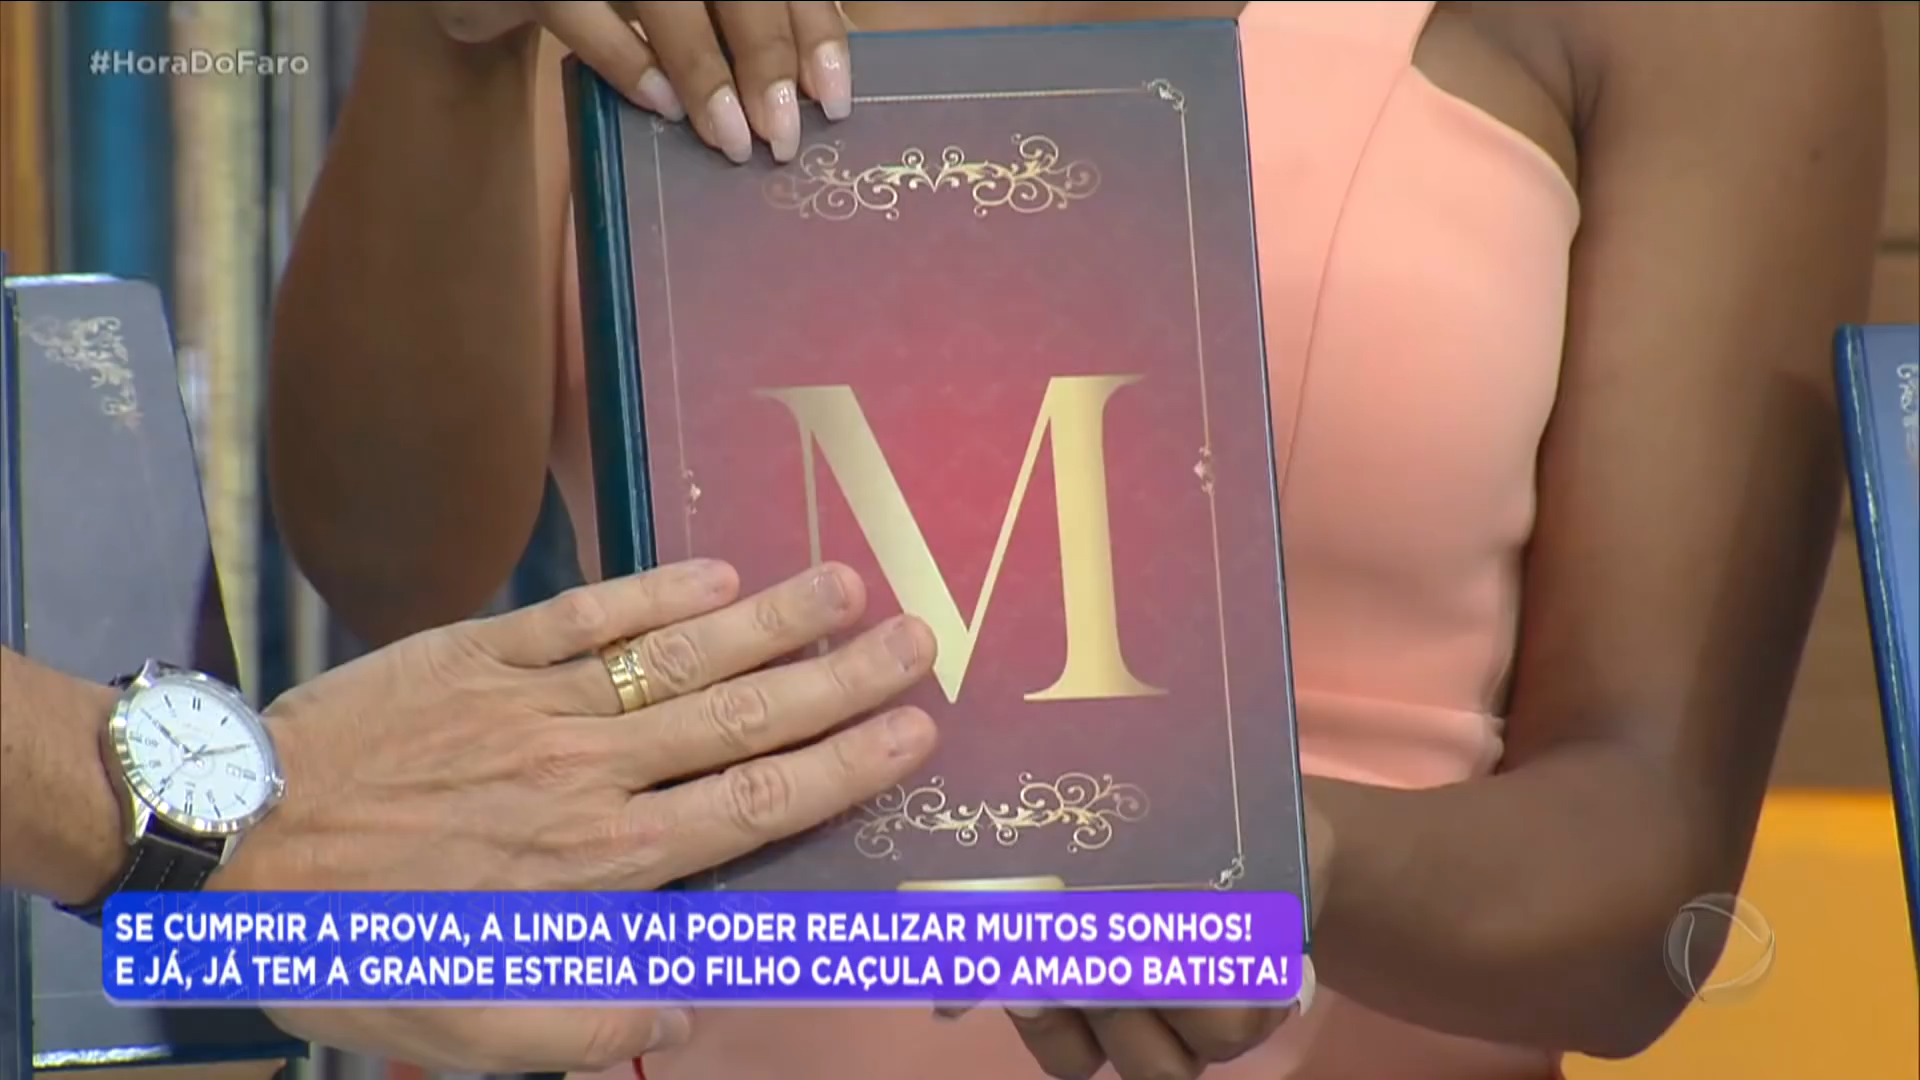 #HoraDoFaro
M
SE CUMPRIR A PROVA, A LINDA VAI PODER REALIZAR MUITOS SONHOS!
E JÁ, JÁ TEM A GRANDE ESTREIA DO FILHO CAÇULA DO AMADO BATISTA!